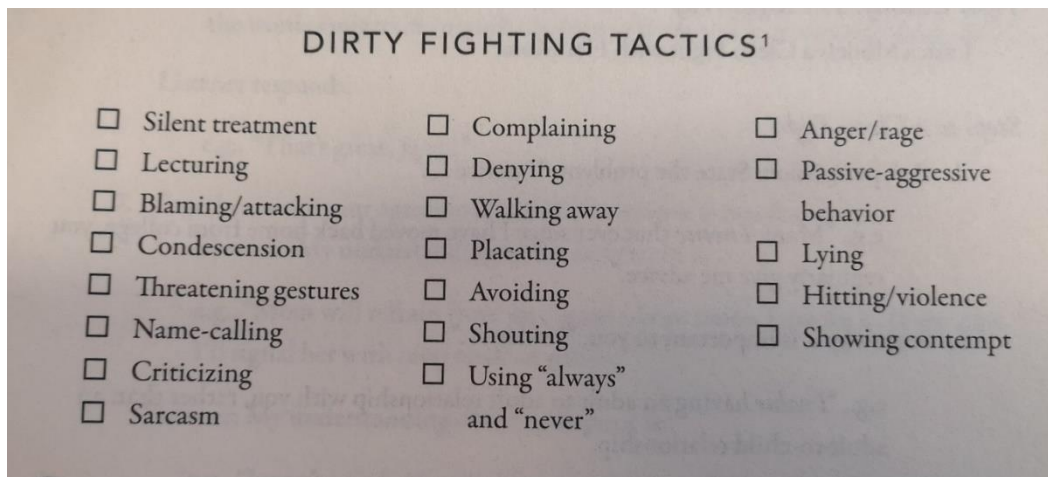 DIRTY FIGHTING TACTICS¹
☐ Silent treatment
☐ Lecturing
☐ Blaming/attacking
☐ Condescension
☐ Threatening gestures
☐ Name-calling
☐ Criticizing
☐ Sarcasm
☐ Complaining
☐ Denying
☐ Walking away
☐ Placating
☐ Avoiding
☐ Shouting
☐ Using “always”
and “never”
☐ Anger/rage
☐ Passive-aggressive
behavior
☐ Lying
☐ Hitting/violence
☐ Showing contempt